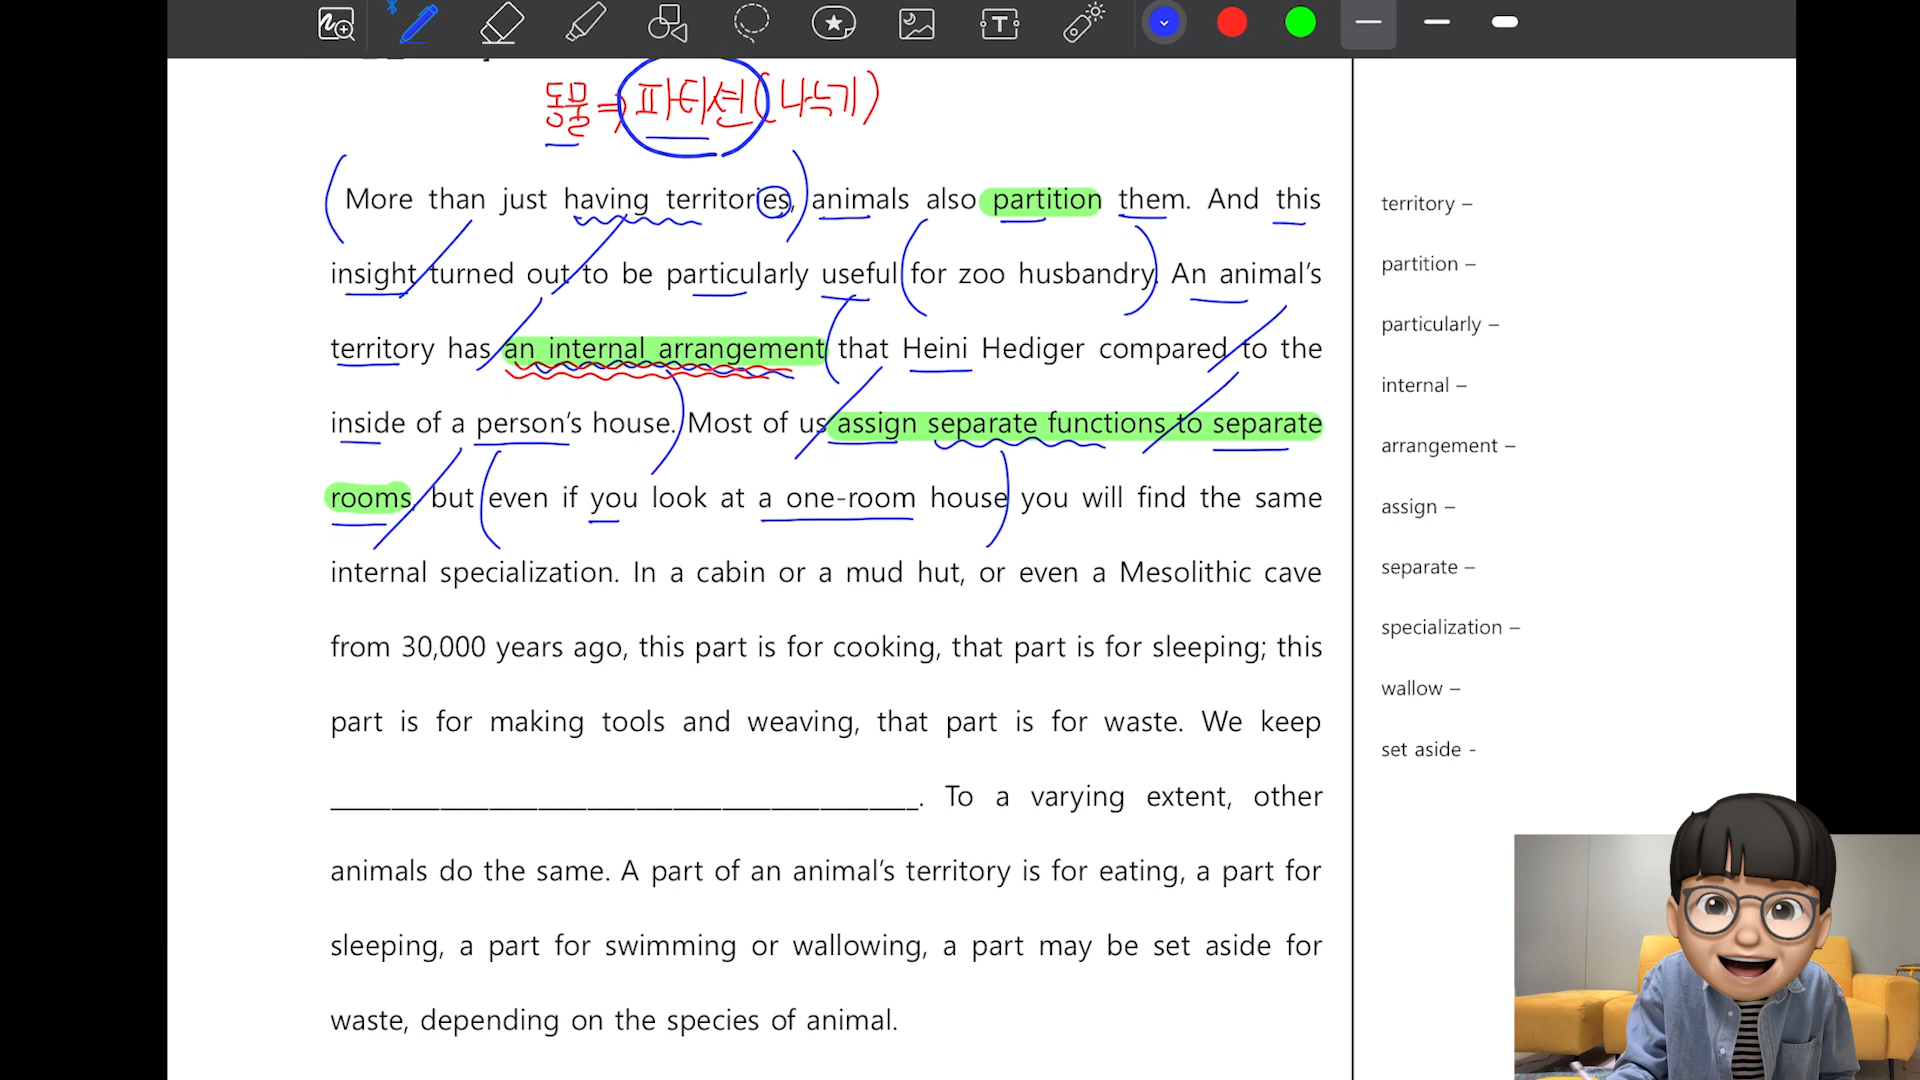 동물 ⇒ 파티션 (나누기)
More than just having territories, animals also partition them. And this
insight turned out to be particularly useful for zoo husbandry. An animal's
territory has an internal arrangement that Heini Hediger compared to the
inside of a person's house. Most of us assign separate functions to separate
rooms, but even if you look at a one-room house you will find the same
internal specialization. In a cabin or a mud hut, or even a Mesolithic cave
from 30,000 years ago, this part is for cooking, that part is for sleeping; this
part is for making tools and weaving, that part is for waste. We keep
________________________________________. To a varying extent, other
animals do the same. A part of an animal's territory is for eating, a part for
sleeping, a part for swimming or wallowing, a part may be set aside for
waste, depending on the species of animal.
territory –
partition –
particularly –
internal –
arrangement –
assign –
separate –
specialization –
wallow –
set aside -